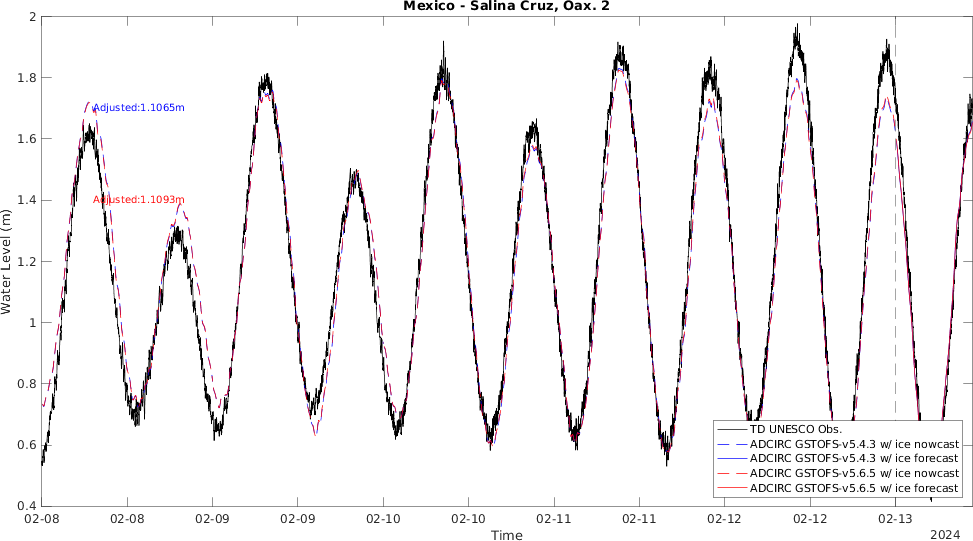 Mexico - Salina Cruz, Oax. 2
2
1.8
1.6
1.4
1.2
1
0.8
0.6
0.4
Water Level (m)
Adjusted:1.1065m
Adjusted:1.1093m
TD UNESCO Obs.
ADCIRC GSTOFS-v5.4.3 w/ ice nowcast
ADCIRC GSTOFS-v5.4.3 w/ ice forecast
ADCIRC GSTOFS-v5.6.5 w/ ice nowcast
ADCIRC GSTOFS-v5.6.5 w/ ice forecast
02-08 02-08 02-09 02-09 02-10 02-10 02-11 02-11 02-12 02-12 02-13
Time
2024